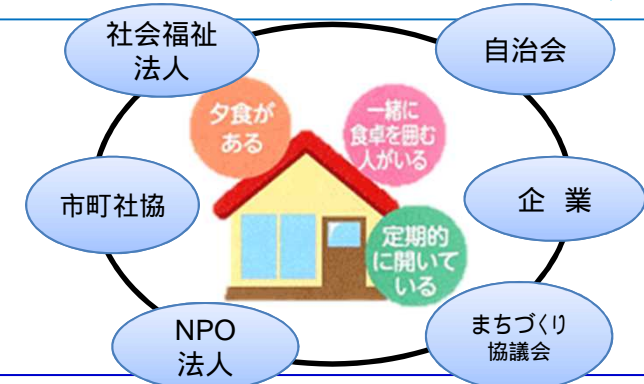 社会福祉
法人
自治会
夕食が
ある
一緒に
食卓を囲む
人がいる
市町社協
企 業
定期的
に開いて
いる
NPO
法人
まちづくり
協議会